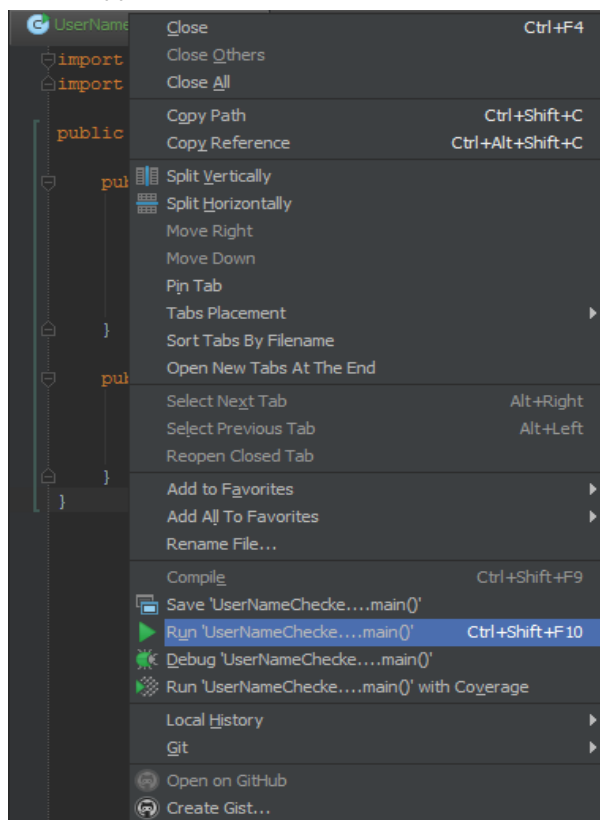 UserName
import
import
public
pub
}
pub
}
}
Close Ctrl+F4
Close Others
Close All
Copy Path Ctrl+Shift+C
Copy Reference Ctrl+Alt+Shift+C
Split Vertically
Split Horizontally
Move Right
Move Down
Pin Tab
Tabs Placement
Sort Tabs By Filename
Open New Tabs At The End
Select Next Tab Alt+Right
Select Previous Tab Alt+Left
Reopen Closed Tab
Add to Favorites
Add All To Favorites
Rename File...
Compile Ctrl+Shift+F9
Save 'UserNameChecke....main()'
Run 'UserNameChecke....main()' Ctrl+Shift+F10
Debug 'UserNameChecke....main()'
Run 'UserNameChecke....main()' with Coverage
Local History
Git
Open on GitHub
Create Gist...